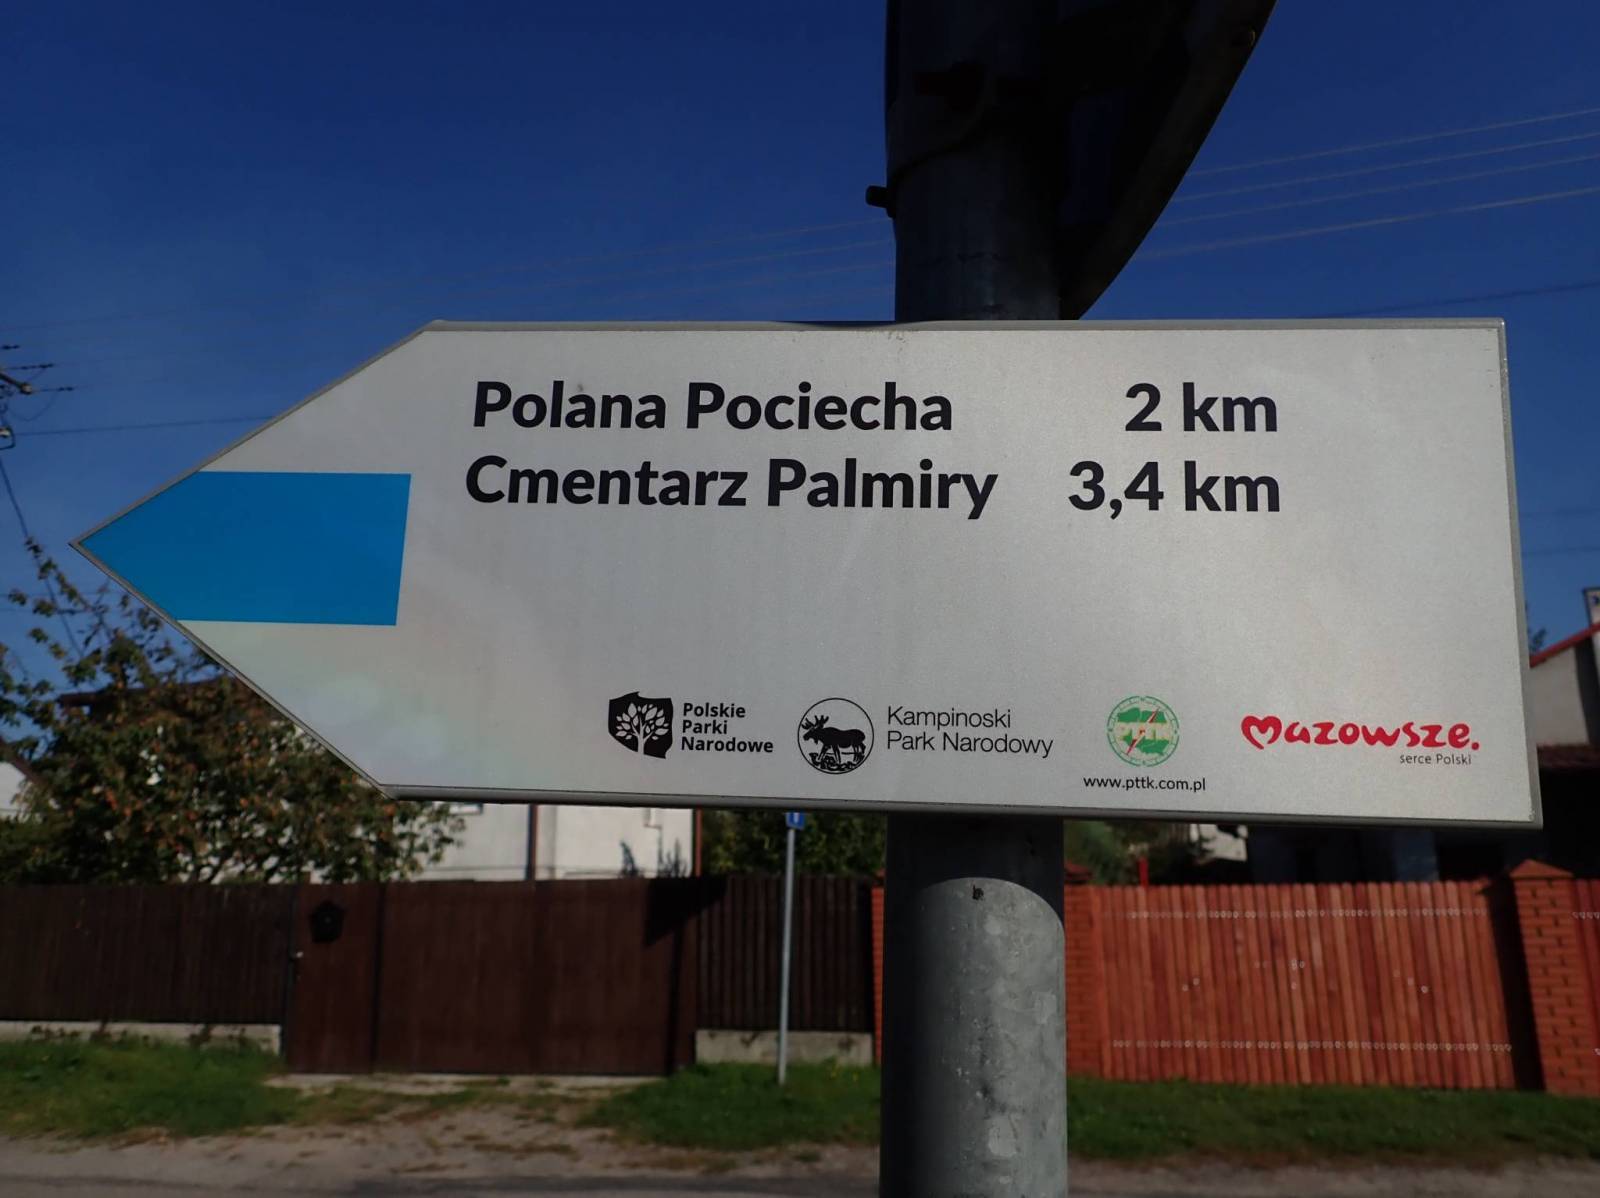 Polana Pociecha 2 km
Cmentarz Palmiry 3,4 km
Polskie
Parki
Narodowe
Kampinoski
Park Narodowy
PTTK
www.pttk.com.pl
Mazowsze.
serce Polski